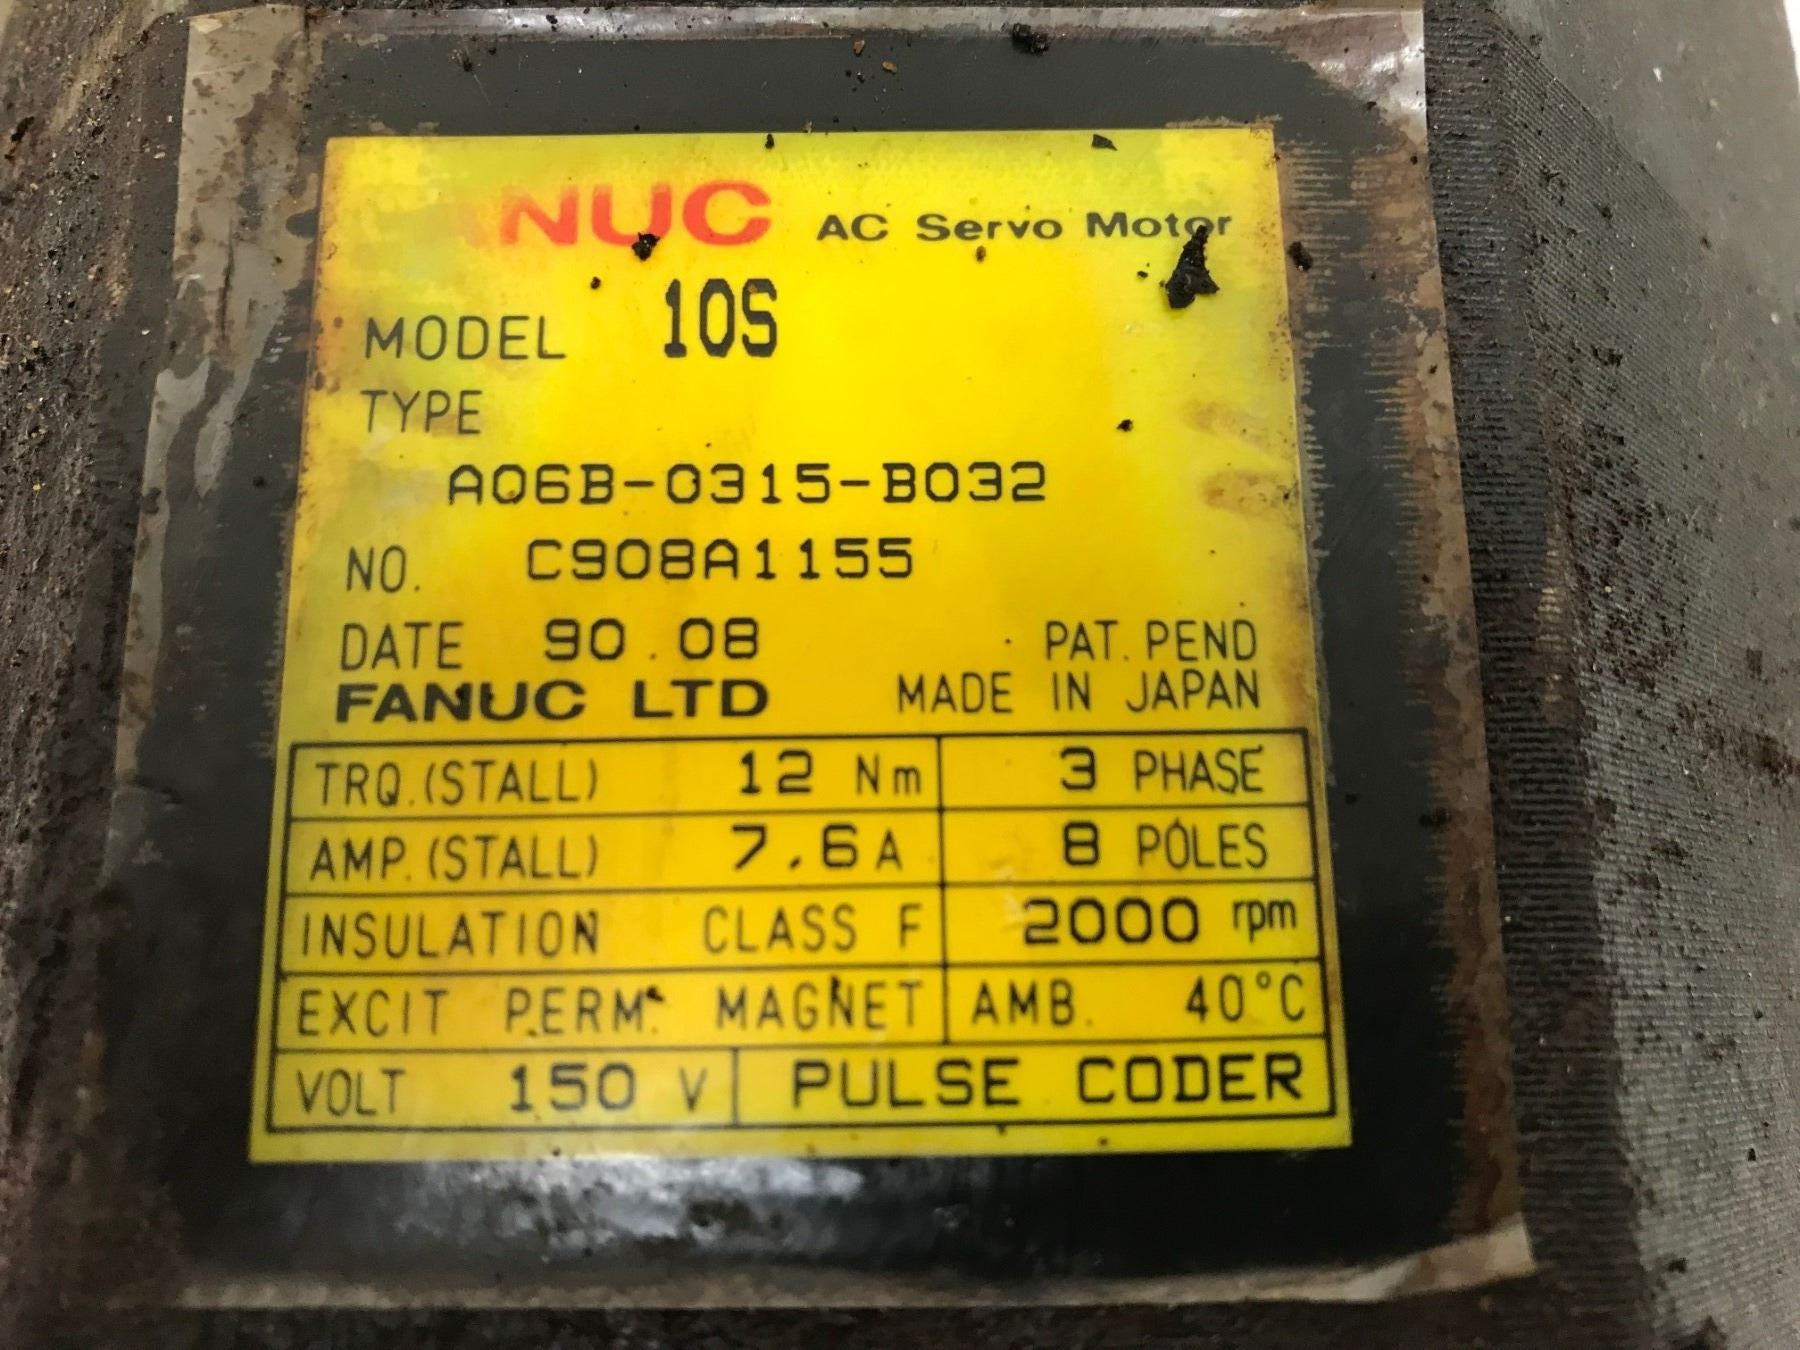 NUC AC Servo Motor
MODEL 10S
TYPE
A06B-0315-B032
NO. C908A1155
DATE 90.08 PAT. PEND
FANUC LTD MADE IN JAPAN
TRQ.(STALL) 12 Nm 3 PHASE
AMP.(STALL) 7.6 A 8 POLES
INSULATION CLASS F 2000 rpm
EXCIT PERM. MAGNET AMB. 40°C
VOLT 150 V PULSE CODER